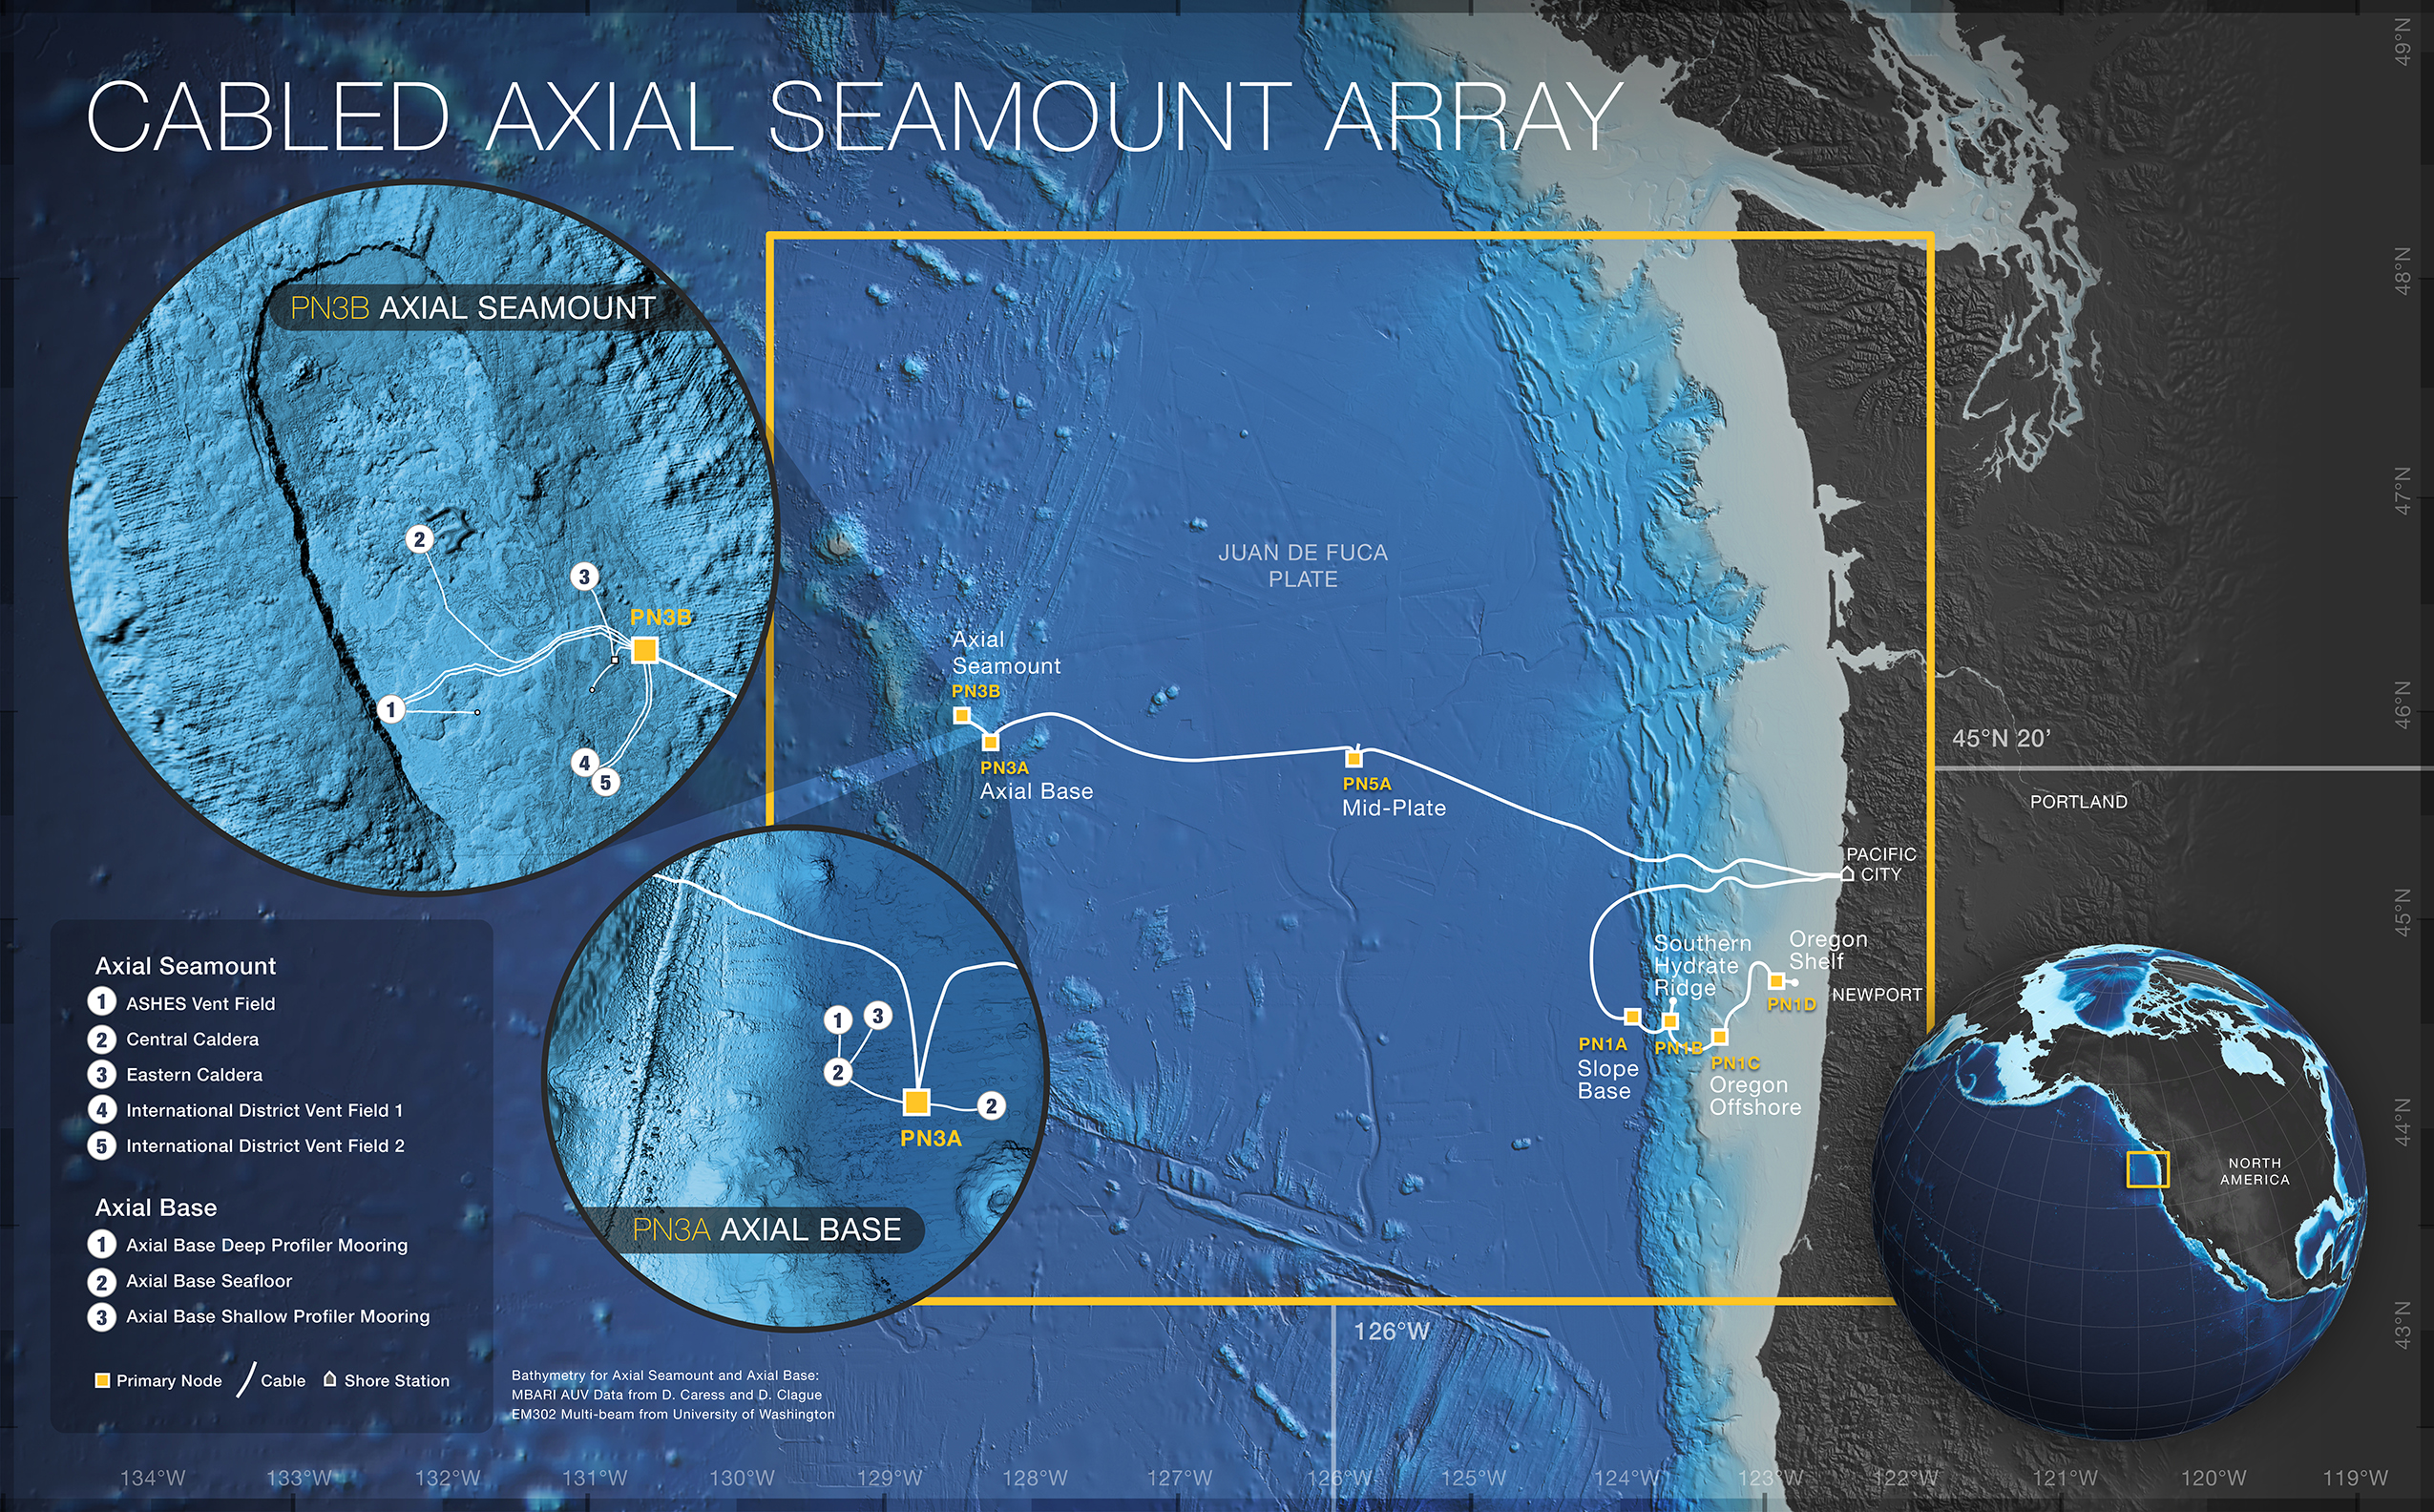 CABLED AXIAL SEAMOUNT ARRAY
PN3B AXIAL SEAMOUNT
2
3
PN3B
1
4
5
JUAN DE FUCA
PLATE
Axial
Seamount
PN3B
PN3A
Axial Base
PN5A
Mid-Plate
45°N 20'
PORTLAND
PACIFIC
CITY
Southern
Hydrate
Ridge
Oregon
Shelf
PN1D
NEWPORT
PN1A
Slope
Base
PN1B
PN1C
Oregon
Offshore
1
3
2
2
PN3A
PN3A AXIAL BASE
Axial Seamount
1 ASHES Vent Field
2 Central Caldera
3 Eastern Caldera
4 International District Vent Field 1
5 International District Vent Field 2
Axial Base
1 Axial Base Deep Profiler Mooring
2 Axial Base Seafloor
3 Axial Base Shallow Profiler Mooring
Primary Node Cable Shore Station
Bathymetry for Axial Seamount and Axial Base:
MBARI AUV Data from D. Caress and D. Clague
EM302 Multi-beam from University of Washington
126°W
NORTH
AMERICA
49°N
48°N
47°N
46°N
45°N
44°N
43°N
134°W 133°W 132°W 131°W 130°W 129°W 128°W 127°W 126°W 125°W 124°W 123°W 122°W 121°W 120°W 119°W